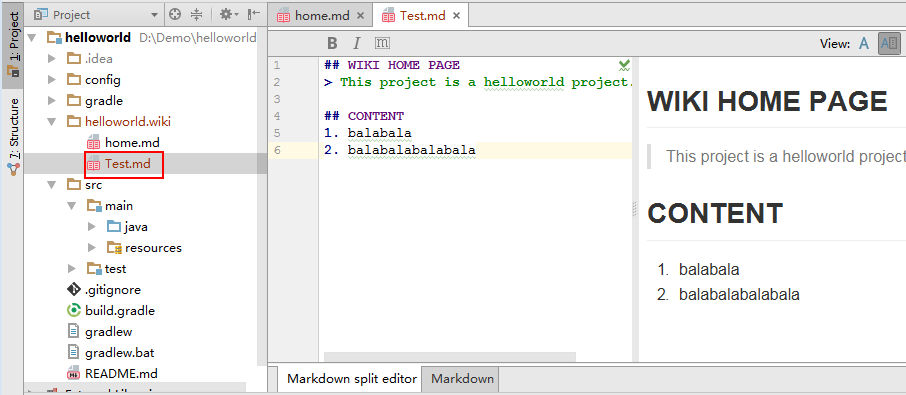 Project
home.md
Test.md
1: Project
7: Structure
helloworld D:\Demo\helloworld
.idea
config
gradle
helloworld.wiki
home.md
Test.md
src
main
java
resources
test
.gitignore
build.gradle
gradlew
gradlew.bat
README.md
B I m
View: A A
1 ## WIKI HOME PAGE
2 > This project is a helloworld project.
3
4 ## CONTENT
5 1. balabala
6 2. balabalabalabala
WIKI HOME PAGE
This project is a helloworld project
CONTENT
1. balabala
2. balabalabalabala
Markdown split editor
Markdown